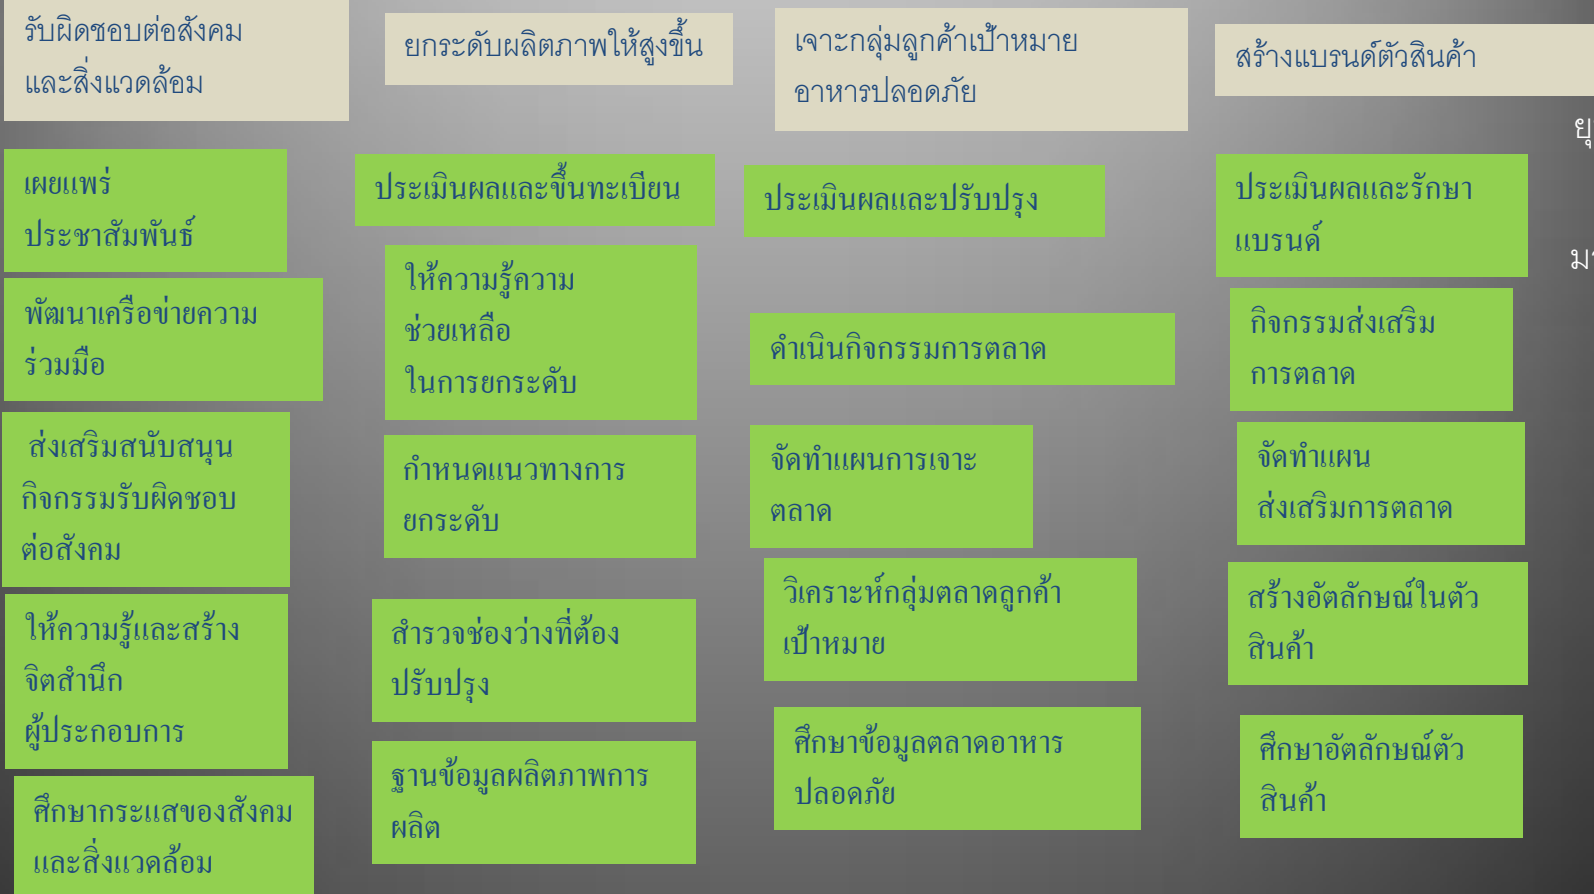 รับผิดชอบต่อสังคม
และสิ่งแวดล้อม
เผยแพร่
ประชาสัมพันธ์
พัฒนาเครือข่ายความ
ร่วมมือ
ส่งเสริมสนับสนุน
กิจกรรมรับผิดชอบ
ต่อสังคม
ให้ความรู้และสร้าง
จิตสำนึก
ผู้ประกอบการ
ศึกษากระแสของสังคม
และสิ่งแวดล้อม
ยกระดับผลิตภาพให้สูงขึ้น
ประเมินผลและขึ้นทะเบียน
ให้ความรู้ความ
ช่วยเหลือ
ในการยกระดับ
กำหนดแนวทางการ
ยกระดับ
สำรวจช่องว่างที่ต้อง
ปรับปรุง
ฐานข้อมูลผลิตภาพการ
ผลิต
เจาะกลุ่มลูกค้าเป้าหมาย
อาหารปลอดภัย
ประเมินผลและปรับปรุง
ดำเนินกิจกรรมการตลาด
จัดทำแผนการเจาะ
ตลาด
วิเคราะห์กลุ่มตลาดลูกค้า
เป้าหมาย
ศึกษาข้อมูลตลาดอาหาร
ปลอดภัย
สร้างแบรนด์ตัวสินค้า
ประเมินผลและรักษา
แบรนด์
กิจกรรมส่งเสริม
การตลาด
จัดทำแผน
ส่งเสริมการตลาด
สร้างอัตลักษณ์ในตัว
สินค้า
ศึกษาอัตลักษณ์ตัว
สินค้า